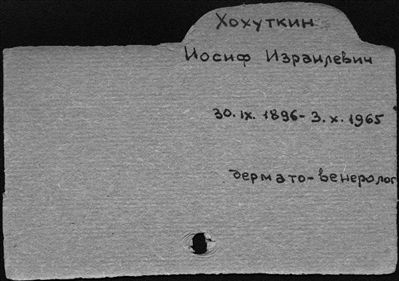 Хохуткин
Иосиф Израилевич
30.IX.1896-3.X.1965
дермато-венеролог